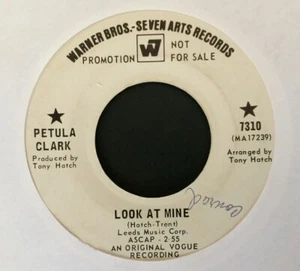 WARNER BROS.-SEVEN ARTS RECORDS
PROMOTION W7 NOT FOR SALE
PETULA CLARK
Produced by
Tony Hatch
7310
(MA17239)
Arranged by
Tony Hatch
LOOK AT MINE
(Hatch-Trent)
Leeds Music Corp.
ASCAP - 2:55
AN ORIGINAL VOGUE
RECORDING